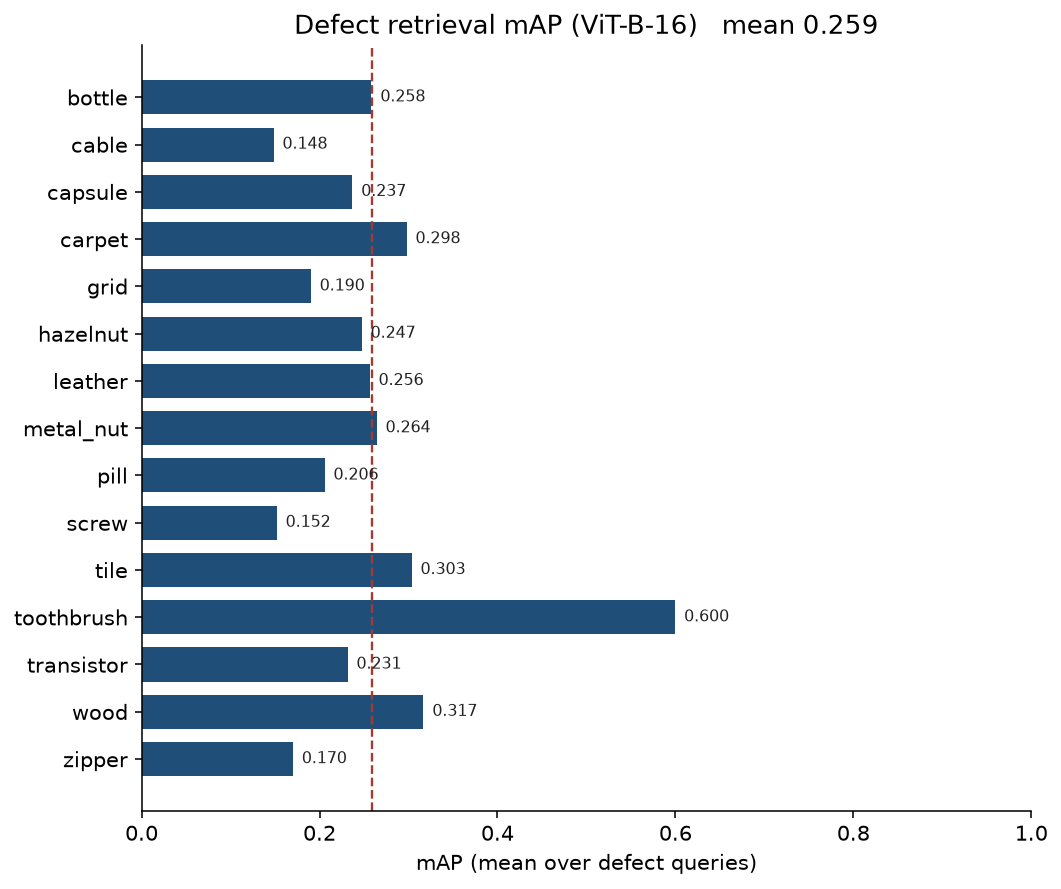 Defect retrieval mAP (ViT-B-16)   mean 0.259
bottle 0.258
cable 0.148
capsule 0.237
carpet 0.298
grid 0.190
hazelnut 0.247
leather 0.256
metal_nut 0.264
pill 0.206
screw 0.152
tile 0.303
toothbrush 0.600
transistor 0.231
wood 0.317
zipper 0.170
0.0 0.2 0.4 0.6 0.8 1.0
mAP (mean over defect queries)